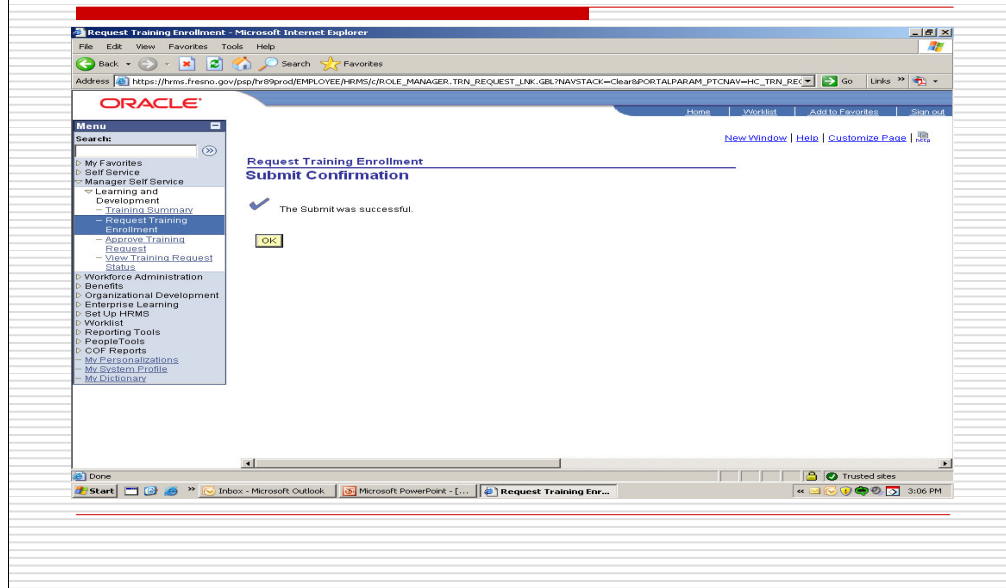 Request Training Enrollment - Microsoft Internet Explorer
File Edit View Favorites Tools Help
Back Search Favorites
Address https://hrms.fresno.gov/psp/hr89prod/EMPLOYEE/HRMS/c/ROLE_MANAGER.TRN_REQUEST_LNK.GBL?NAVSTACK=Clear&PORTALPARAM_PTCNAV=HC_TRN_REC Go Links »
ORACLE
Home Worklist Add to Favorites Sign out
Menu
New Window | Help | Customize Page |
Search:
My Favorites
Self Service
Manager Self Service
Learning and
Development
– Training Summary
– Request Training
Enrollment
– Approve Training
Request
– View Training Request
Status
Workforce Administration
Benefits
Organizational Development
Enterprise Learning
Set Up HRMS
Worklist
Reporting Tools
PeopleTools
COF Reports
– My Personalizations
– My System Profile
– My Dictionary
Request Training Enrollment
Submit Confirmation
The Submit was successful.
OK
Done Trusted sites
Start » Inbox - Microsoft Outlook Microsoft PowerPoint - [... Request Training Enr... « 3:06 PM